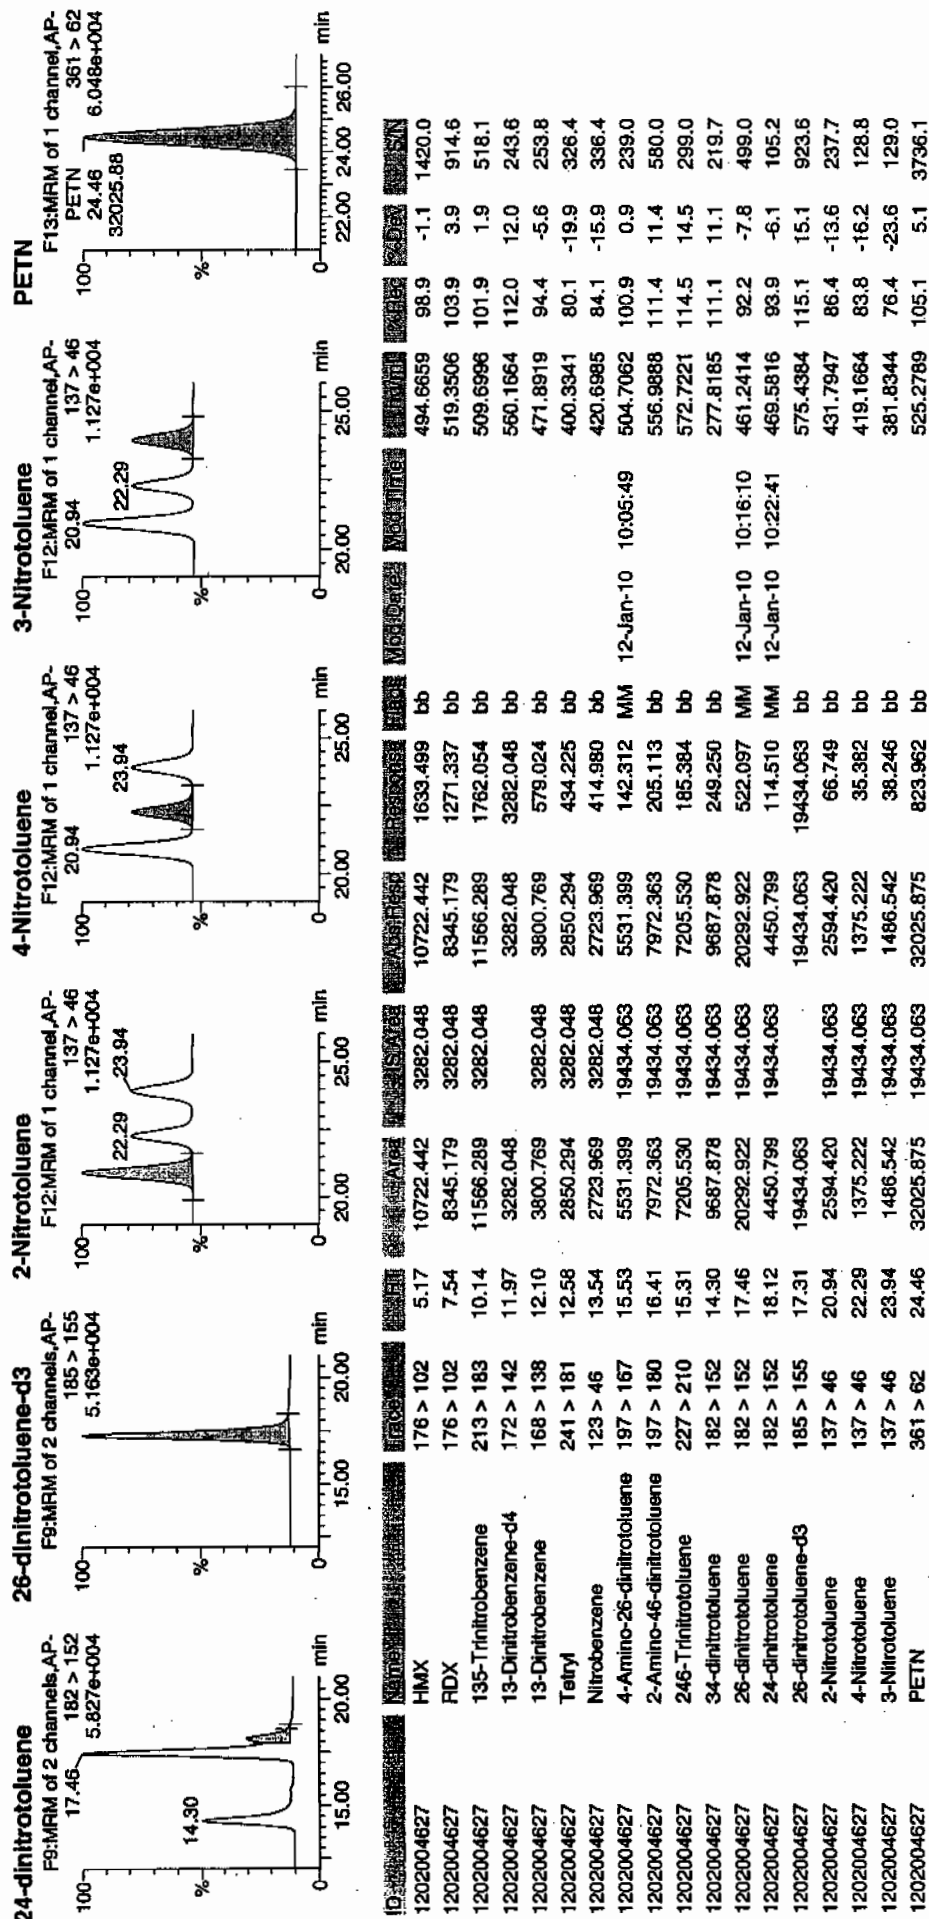 24-dinitrotoluene
F9:MRM of 2 channels,AP-
182 > 152
5.827e+004
100
17.46
14.30
%
0
15.00 20.00 min
26-dinitrotoluene-d3
F9:MRM of 2 channels,AP-
185 > 155
5.163e+004
100
%
0
15.00 20.00 min
2-Nitrotoluene
F12:MRM of 1 channel,AP-
137 > 46
1.127e+004
100
22.29
23.94
%
0
20.00 25.00 min
4-Nitrotoluene
F12:MRM of 1 channel,AP-
137 > 46
1.127e+004
100
20.94
23.94
%
0
20.00 25.00 min
3-Nitrotoluene
F12:MRM of 1 channel,AP-
137 > 46
1.127e+004
100
20.94
22.29
%
0
20.00 25.00 min
PETN
F13:MRM of 1 channel,AP-
PETN 361 > 62
24.46 6.048e+004
32025.88
100
%
0
22.00 24.00 26.00 min
ID Name Trace RT Area IS Area Abs.Resp Response Flags Mod.Date Mod.Time %Rec %Dev S/N
1202004627 HMX 176 > 102 5.17 10722.442 3282.048 10722.442 1633.499 bb 494.6659 98.9 -1.1 1420.0
1202004627 RDX 176 > 102 7.54 8345.179 3282.048 8345.179 1271.337 bb 519.3506 103.9 3.9 914.6
1202004627 135-Trinitrobenzene 213 > 183 10.14 11566.289 3282.048 11566.289 1762.054 bb 509.6996 101.9 1.9 518.1
1202004627 13-Dinitrobenzene-d4 172 > 142 11.97 3282.048 3282.048 3282.048 bb 560.1664 112.0 12.0 243.6
1202004627 13-Dinitrobenzene 168 > 138 12.10 3800.769 3282.048 3800.769 579.024 bb 471.8919 94.4 -5.6 253.8
1202004627 Tetryl 241 > 181 12.58 2850.294 3282.048 2850.294 434.225 bb 400.3341 80.1 -19.9 326.4
1202004627 Nitrobenzene 123 > 46 13.54 2723.969 3282.048 2723.969 414.980 bb 420.6985 84.1 -15.9 336.4
1202004627 4-Amino-26-dinitrotoluene 197 > 167 15.53 5531.399 19434.063 5531.399 142.312 MM 12-Jan-10 10:05:49 504.7062 100.9 0.9 239.0
1202004627 2-Amino-46-dinitrotoluene 197 > 180 16.41 7972.363 19434.063 7972.363 205.113 bb 556.9888 111.4 11.4 580.0
1202004627 246-Trinitrotoluene 227 > 210 15.31 7205.530 19434.063 7205.530 185.384 bb 572.7221 114.5 14.5 299.0
1202004627 34-dinitrotoluene 182 > 152 14.30 9687.878 19434.063 9687.878 249.250 bb 277.8185 111.1 11.1 219.7
1202004627 26-dinitrotoluene 182 > 152 17.46 20292.922 19434.063 20292.922 522.097 MM 12-Jan-10 10:16:10 461.2414 92.2 -7.8 499.0
1202004627 24-dinitrotoluene 182 > 152 18.12 4450.799 19434.063 4450.799 114.510 MM 12-Jan-10 10:22:41 469.5816 93.9 -6.1 105.2
1202004627 26-dinitrotoluene-d3 185 > 155 17.31 19434.063 19434.063 19434.063 bb 575.4384 115.1 15.1 923.6
1202004627 2-Nitrotoluene 137 > 46 20.94 2594.420 19434.063 2594.420 66.749 bb 431.7947 86.4 -13.6 237.7
1202004627 4-Nitrotoluene 137 > 46 22.29 1375.222 19434.063 1375.222 35.382 bb 419.1664 83.8 -16.2 128.8
1202004627 3-Nitrotoluene 137 > 46 23.94 1486.542 19434.063 1486.542 38.246 bb 381.8344 76.4 -23.6 129.0
1202004627 PETN 361 > 62 24.46 32025.875 19434.063 32025.875 823.962 bb 525.2789 105.1 5.1 3736.1